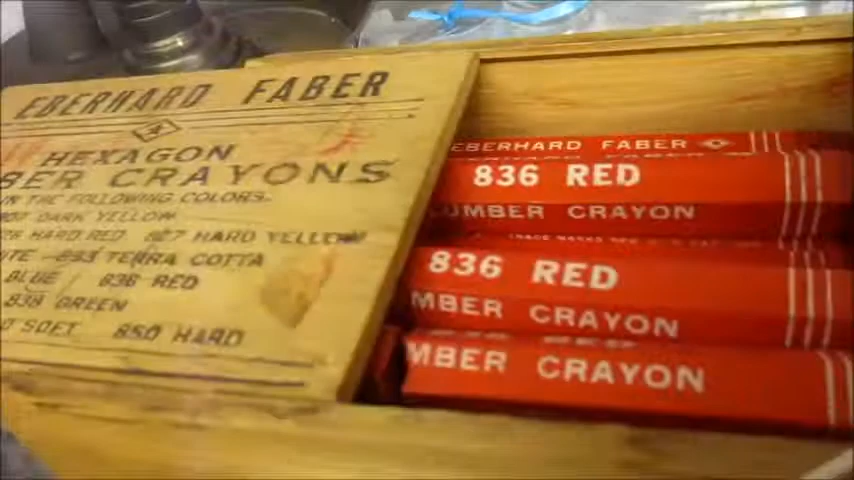 EBERHARD FABER
HEXAGON
BER CRAYONS
IN THE FOLLOWING COLORS.
DARK YELLOW
HARD RED 827 HARD YELLOW
TERRA COTTA
BLUE 836 RED
838 GREEN
SOFT 850 HARD
EBERHARD FABER
836 RED
UMBER CRAYON
836 RED
MBER CRAYON
MBER CRAYON